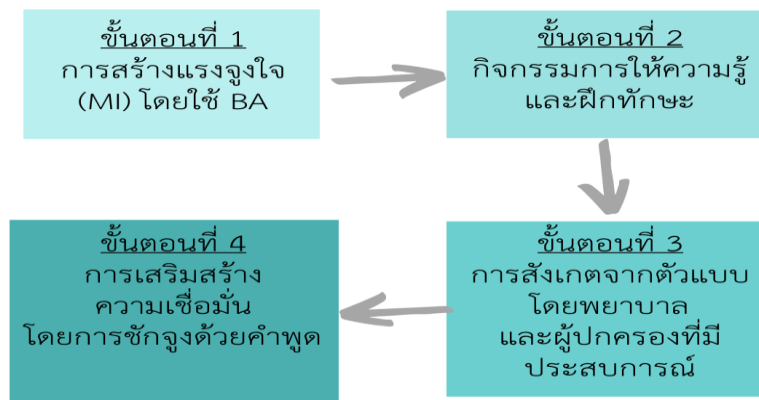 ขั้นตอนที่ 1
การสร้างแรงจูงใจ
(MI) โดยใช้ BA
ขั้นตอนที่ 2
กิจกรรมการให้ความรู้
และฝึกทักษะ
ขั้นตอนที่ 3
การสังเกตจากตัวแบบ
โดยพยาบาล
และผู้ปกครองที่มี
ประสบการณ์
ขั้นตอนที่ 4
การเสริมสร้าง
ความเชื่อมั่น
โดยการชักจูงด้วยคำพูด